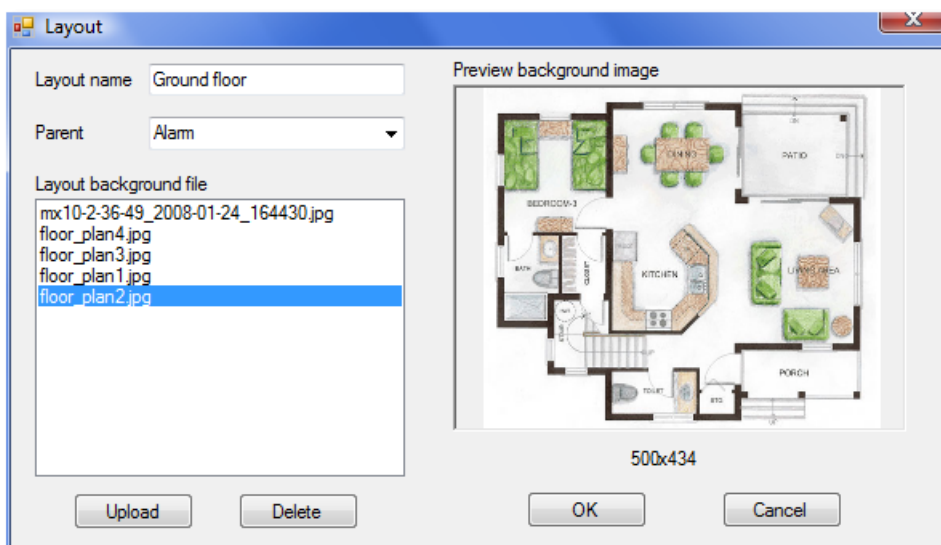 Layout
X
Layout name
Ground floor
Parent
Alarm
Layout background file
mx10-2-36-49_2008-01-24_164430.jpg
floor_plan4.jpg
floor_plan3.jpg
floor_plan1.jpg
floor_plan2.jpg
Upload
Delete
Preview background image
DINING
PATIO
BEDROOM-3
BATH
CLOSET
KITCHEN
LIVING AREA
UP
TOILET
STG
PORCH
500x434
OK
Cancel